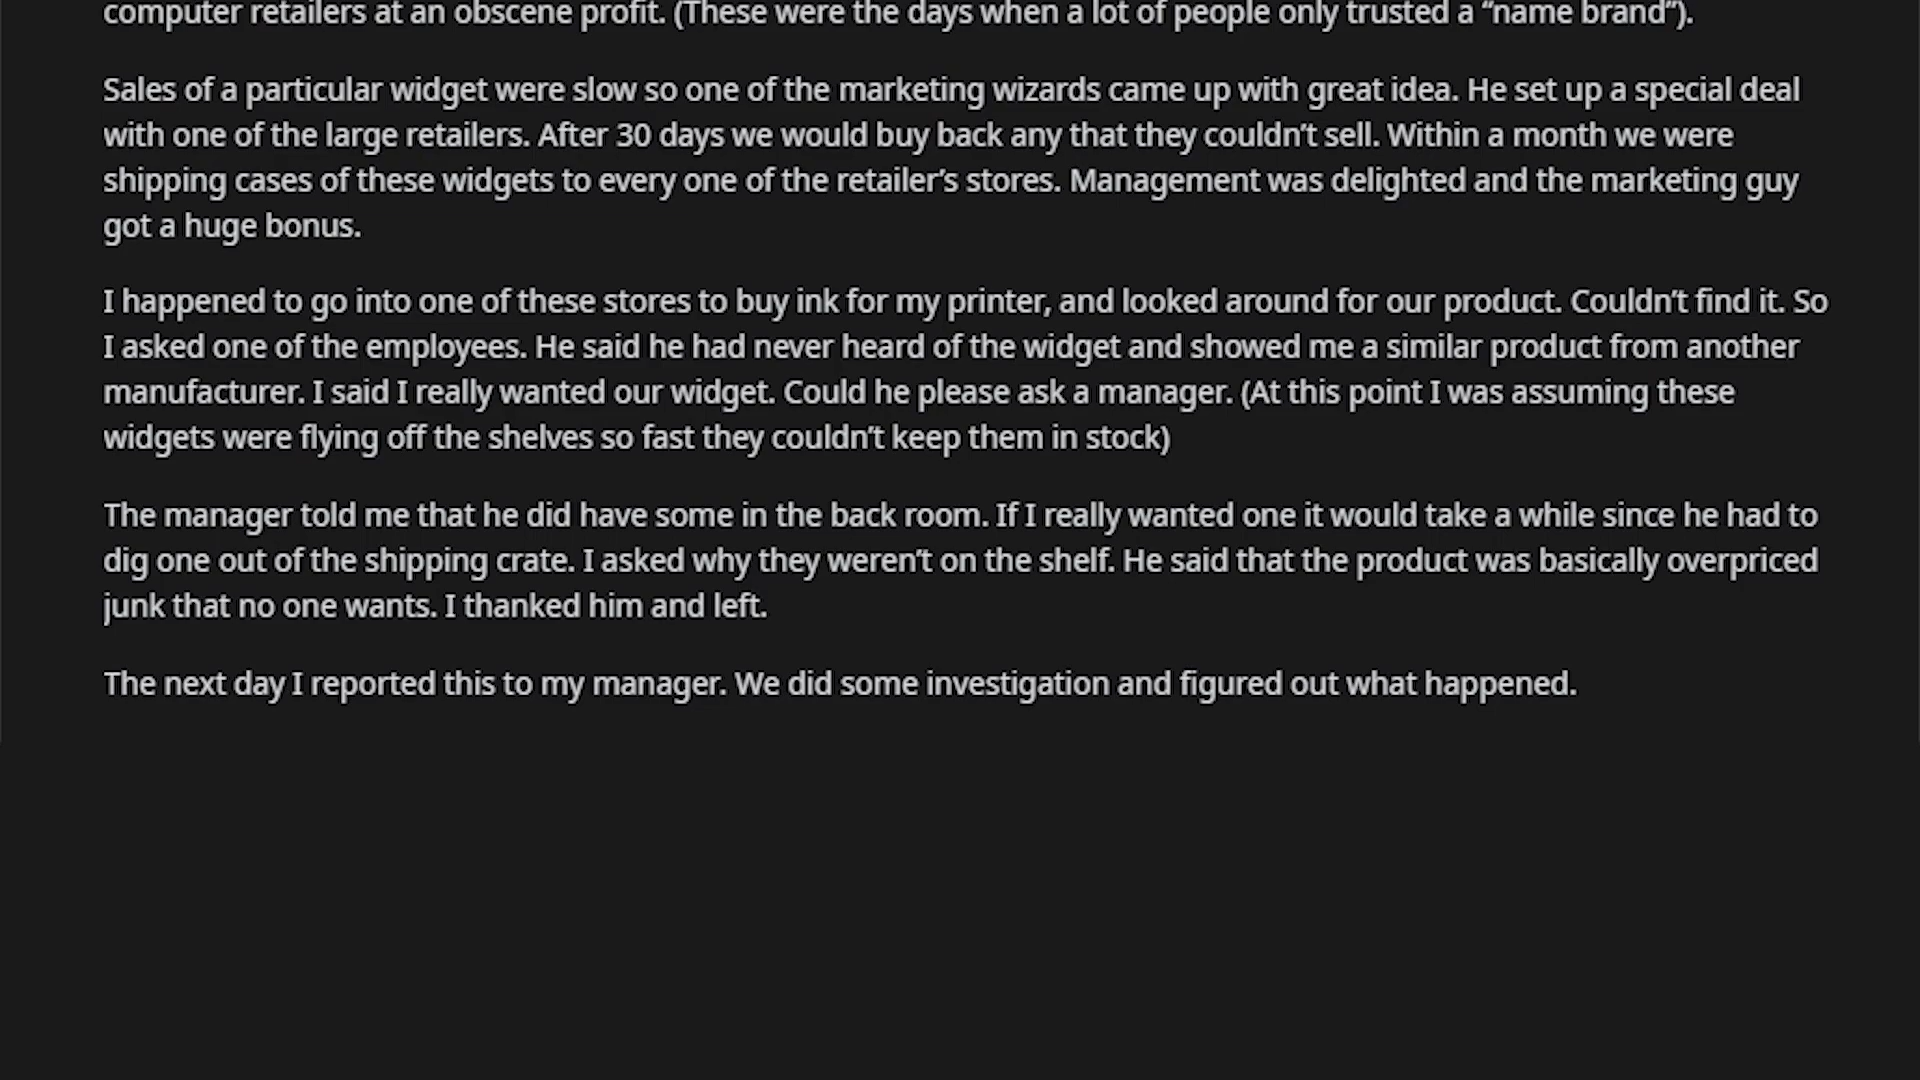 computer retailers at an obscene profit. (These were the days when a lot of people only trusted a “name brand”).
Sales of a particular widget were slow so one of the marketing wizards came up with great idea. He set up a special deal
with one of the large retailers. After 30 days we would buy back any that they couldn’t sell. Within a month we were
shipping cases of these widgets to every one of the retailer’s stores. Management was delighted and the marketing guy
got a huge bonus.
I happened to go into one of these stores to buy ink for my printer, and looked around for our product. Couldn’t find it. So
I asked one of the employees. He said he had never heard of the widget and showed me a similar product from another
manufacturer. I said I really wanted our widget. Could he please ask a manager. (At this point I was assuming these
widgets were flying off the shelves so fast they couldn’t keep them in stock)
The manager told me that he did have some in the back room. If I really wanted one it would take a while since he had to
dig one out of the shipping crate. I asked why they weren’t on the shelf. He said that the product was basically overpriced
junk that no one wants. I thanked him and left.
The next day I reported this to my manager. We did some investigation and figured out what happened.